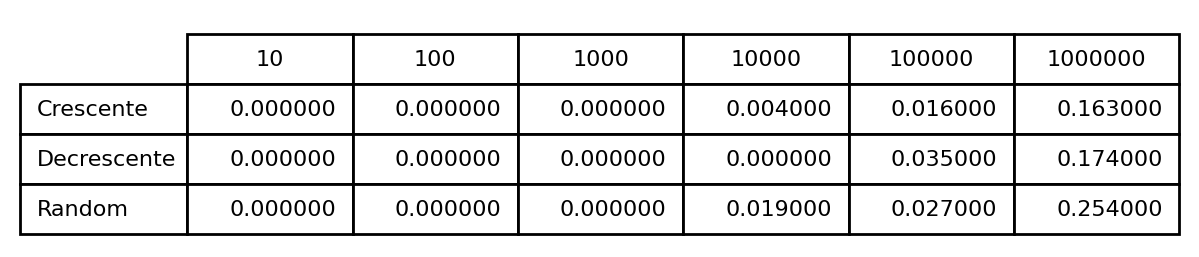 10 100 1000 10000 100000 1000000
Crescente 0.000000 0.000000 0.000000 0.004000 0.016000 0.163000
Decrescente 0.000000 0.000000 0.000000 0.000000 0.035000 0.174000
Random 0.000000 0.000000 0.000000 0.019000 0.027000 0.254000